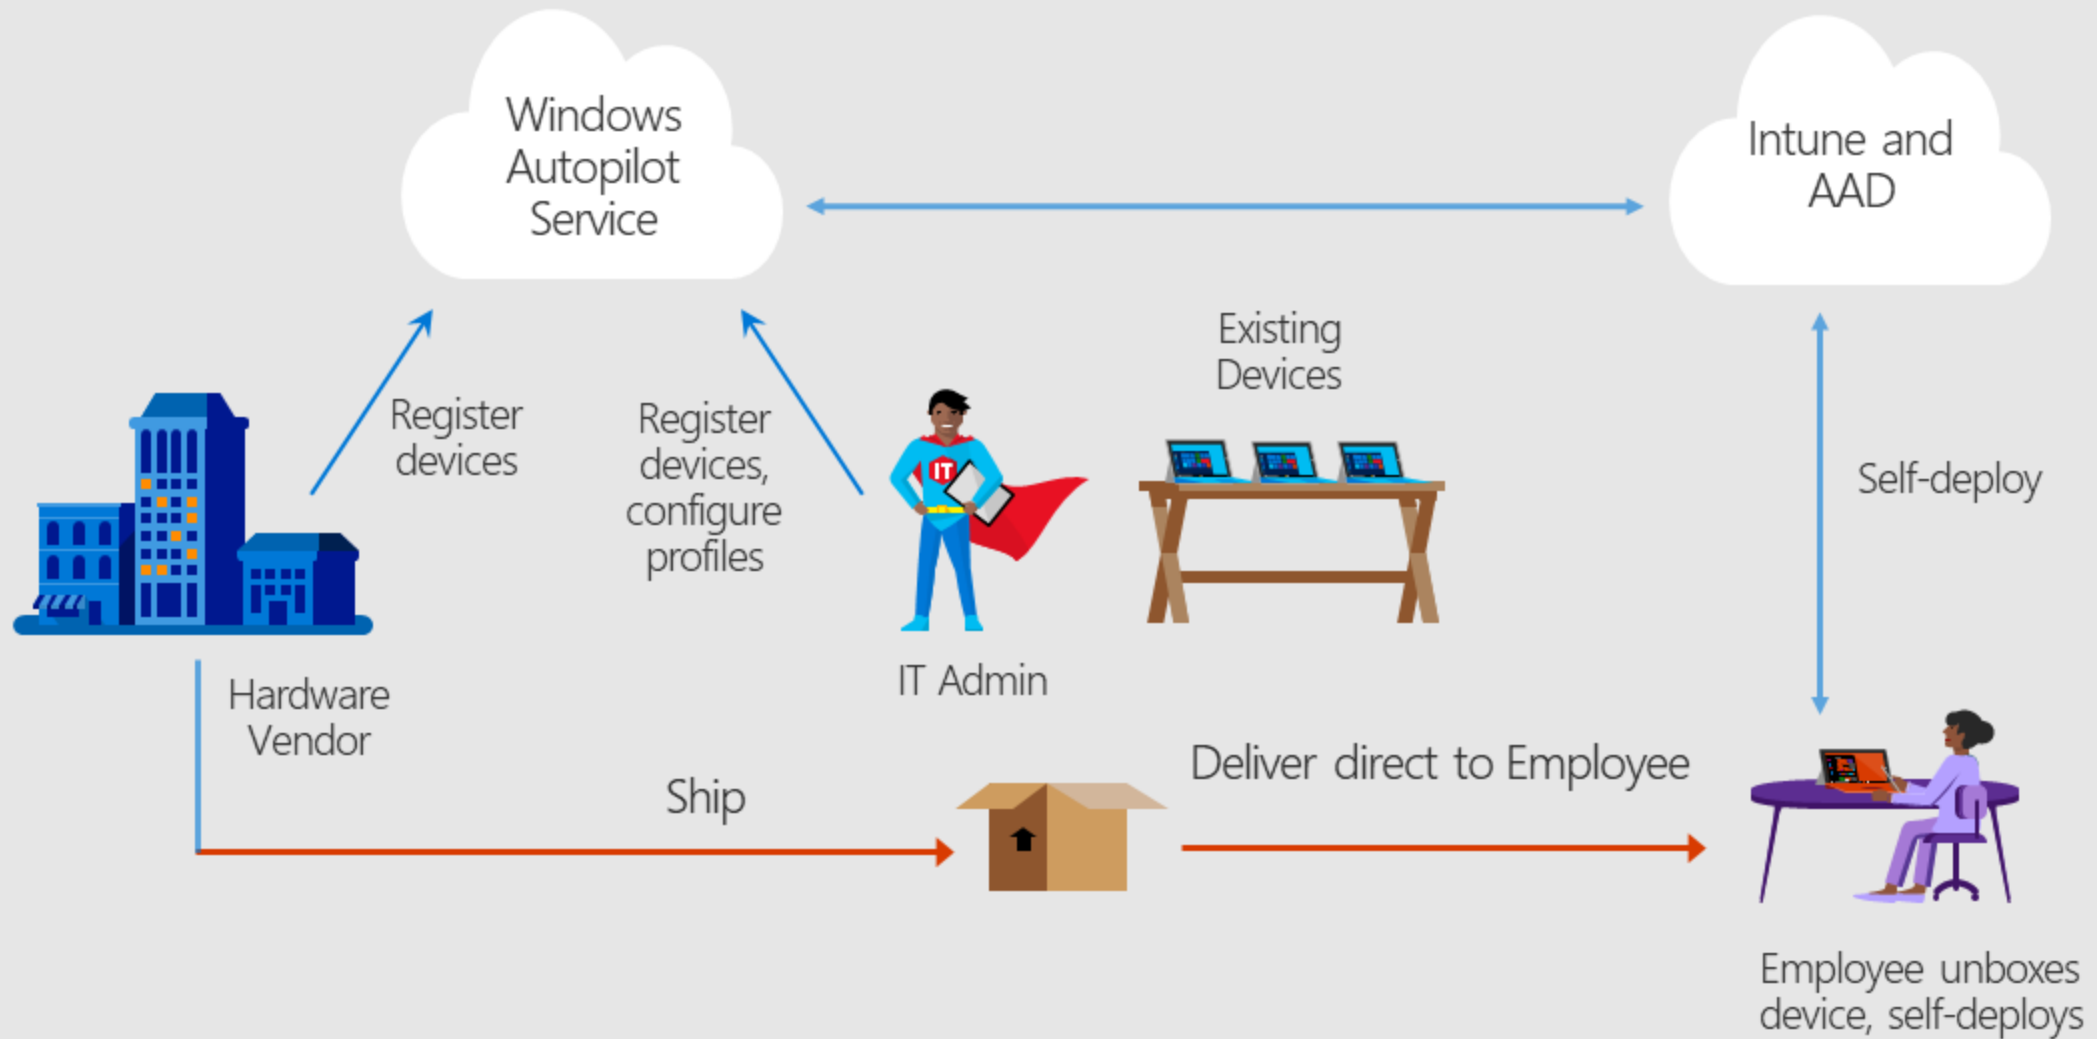 Windows
Autopilot
Service
Intune and
AAD
Register
devices
Register
devices,
configure
profiles
IT
Existing
Devices
Self-deploy
Hardware
Vendor
IT Admin
Ship
Deliver direct to Employee
Employee unboxes
device, self-deploys